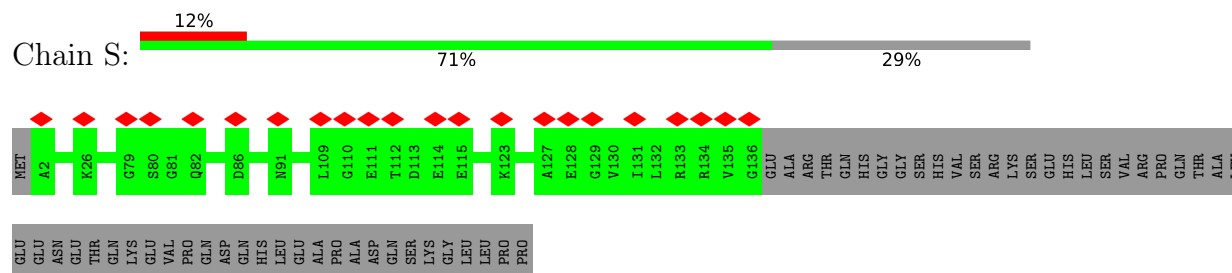 12%
Chain S:
71%
29%
MET A2 K26 G79 S80 G81 Q82 D86 N91 L109 G110 E111 T112 D113 E114 E115 K123 A127 E128 G129 V130 I131 L132 R133 R134 V135 G136 GLU ALA ARG THR GLN HIS GLY GLY SER HIS VAL SER ARG LYS SER GLU HIS LEU SER VAL ARG PRO GLN THR ALA
GLU GLU ASN GLU THR GLN LYS GLU VAL PRO GLN ASP GLN HIS LEU GLU ALA PRO ALA ASP GLN SER LYS GLY LEU LEU PRO PRO